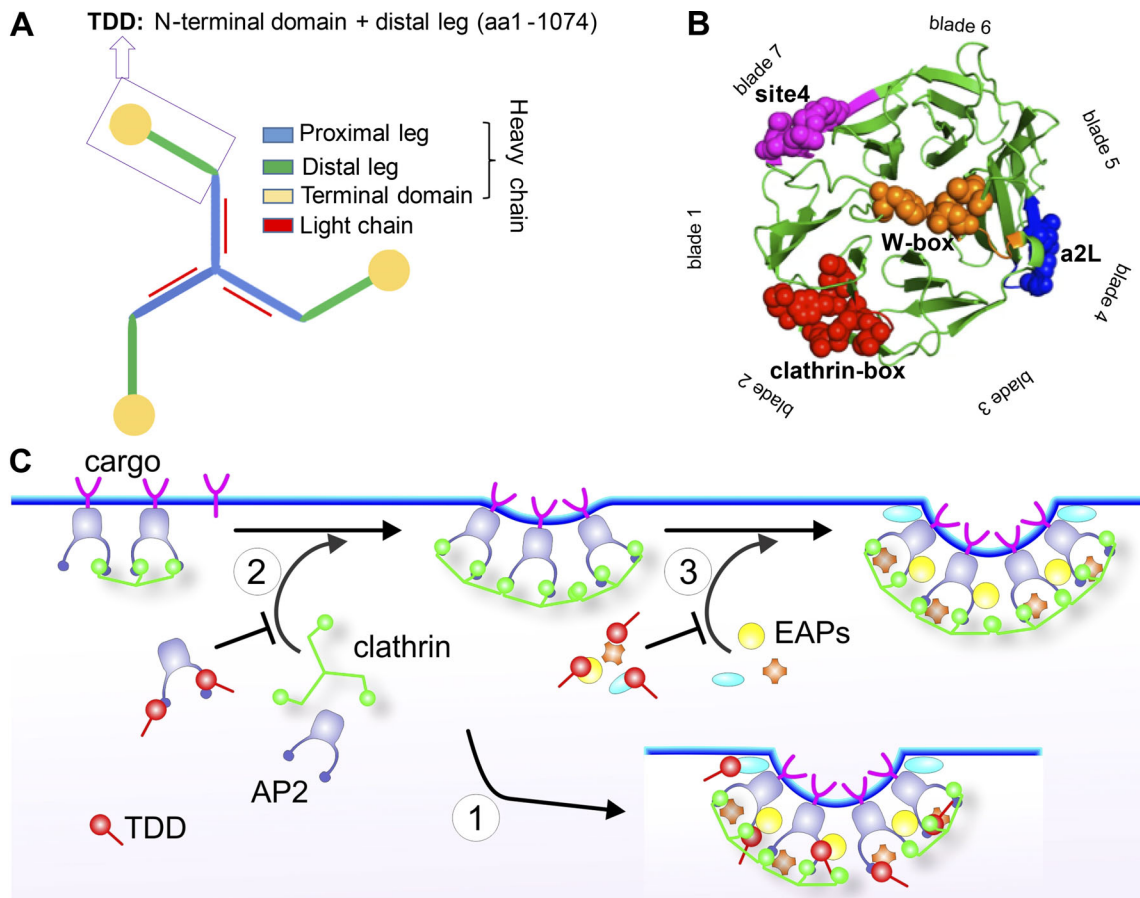 A
TDD: N-terminal domain + distal leg (aa1-1074)
Proximal leg
Distal leg
Terminal domain
Light chain
Heavy chain
B
blade 6
blade 7
site4
blade 5
blade 1
W-box
a2L
blade 4
clathrin-box
blade 2
blade 3
C
cargo
2
3
clathrin
EAPs
AP2
1
TDD